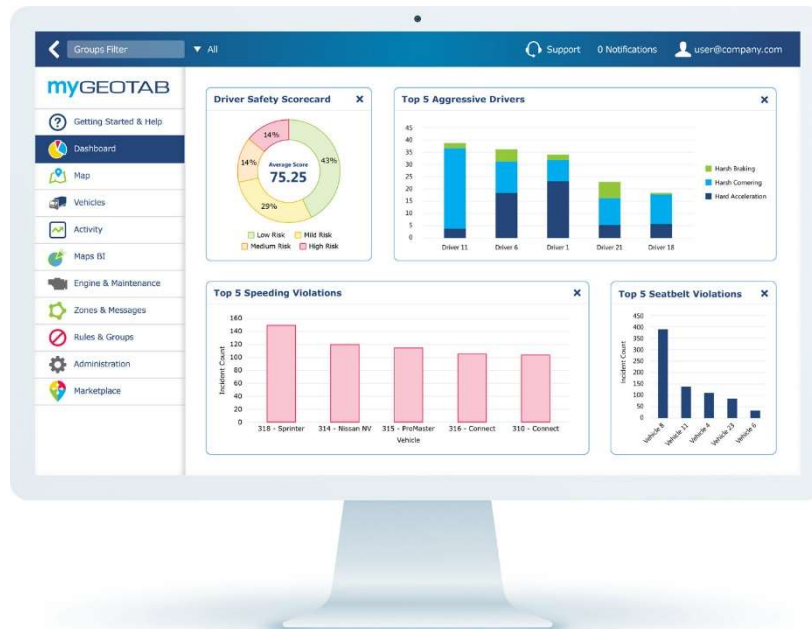 Groups Filter
All
Support
0 Notifications
user@company.com
myGEOTAB
Getting Started & Help
Dashboard
Map
Vehicles
Activity
Maps BI
Engine & Maintenance
Zones & Messages
Rules & Groups
Administration
Marketplace
Driver Safety Scorecard X
14%
14%
43%
29%
Average Score
75.25
Low Risk Mild Risk
Medium Risk High Risk
Top 5 Aggressive Drivers X
45
40
35
30
25
20
15
10
5
0
Driver 11 Driver 6 Driver 1 Driver 21 Driver 18
Harsh Braking
Harsh Cornering
Hard Acceleration
Top 5 Speeding Violations X
Incident Count
160
140
120
100
80
60
40
20
0
318 - Sprinter 314 - Nissan NV 315 - ProMaster 316 - Connect 310 - Connect
Vehicle
Top 5 Seatbelt Violations X
Incident Count
450
400
350
300
250
200
150
100
50
0
Vehicle 8 Vehicle 11 Vehicle 4 Vehicle 23 Vehicle 6